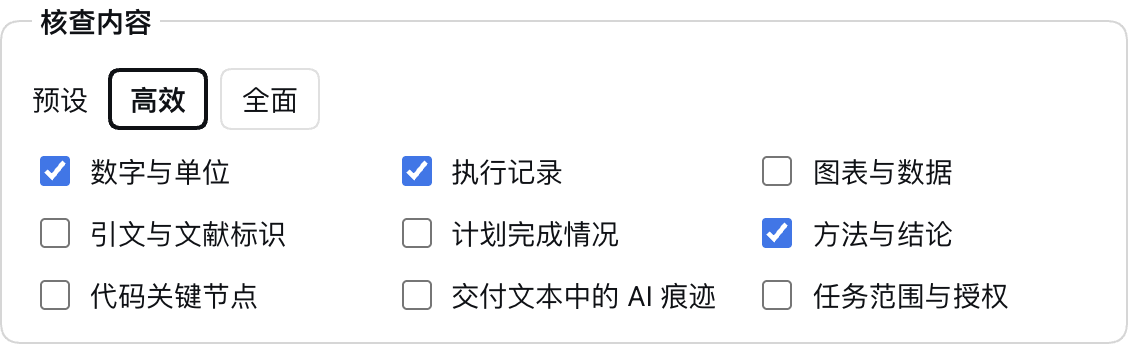 核查内容
预设 高效 全面
数字与单位 执行记录 图表与数据
引文与文献标识 计划完成情况 方法与结论
代码关键节点 交付文本中的 AI 痕迹 任务范围与授权